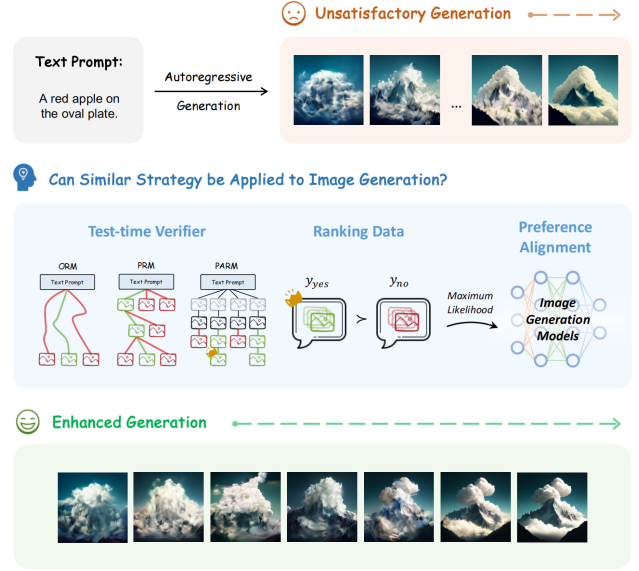 Unsatisfactory Generation
Text Prompt:
A red apple on
the oval plate.
Autoregressive
Generation
...
Can Similar Strategy be Applied to Image Generation?
Test-time Verifier
Ranking Data
Preference
Alignment
ORM
PRM
PARM
Text Prompt
Text Prompt
Text Prompt
y_yes
≻
y_no
Maximum
Likelihood
Image
Generation
Models
Enhanced Generation